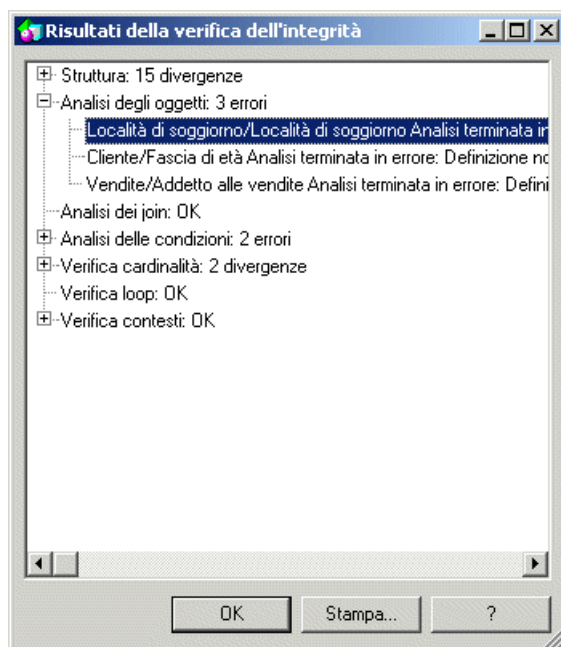 Risultati della verifica dell'integrità
Struttura: 15 divergenze
Analisi degli oggetti: 3 errori
Località di soggiorno/Località di soggiorno Analisi terminata in
Cliente/Fascia di età Analisi terminata in errore: Definizione no
Vendite/Addetto alle vendite Analisi terminata in errore: Defini
Analisi dei join: OK
Analisi delle condizioni: 2 errori
Verifica cardinalità: 2 divergenze
Verifica loop: OK
Verifica contesti: OK
OK Stampa... ?